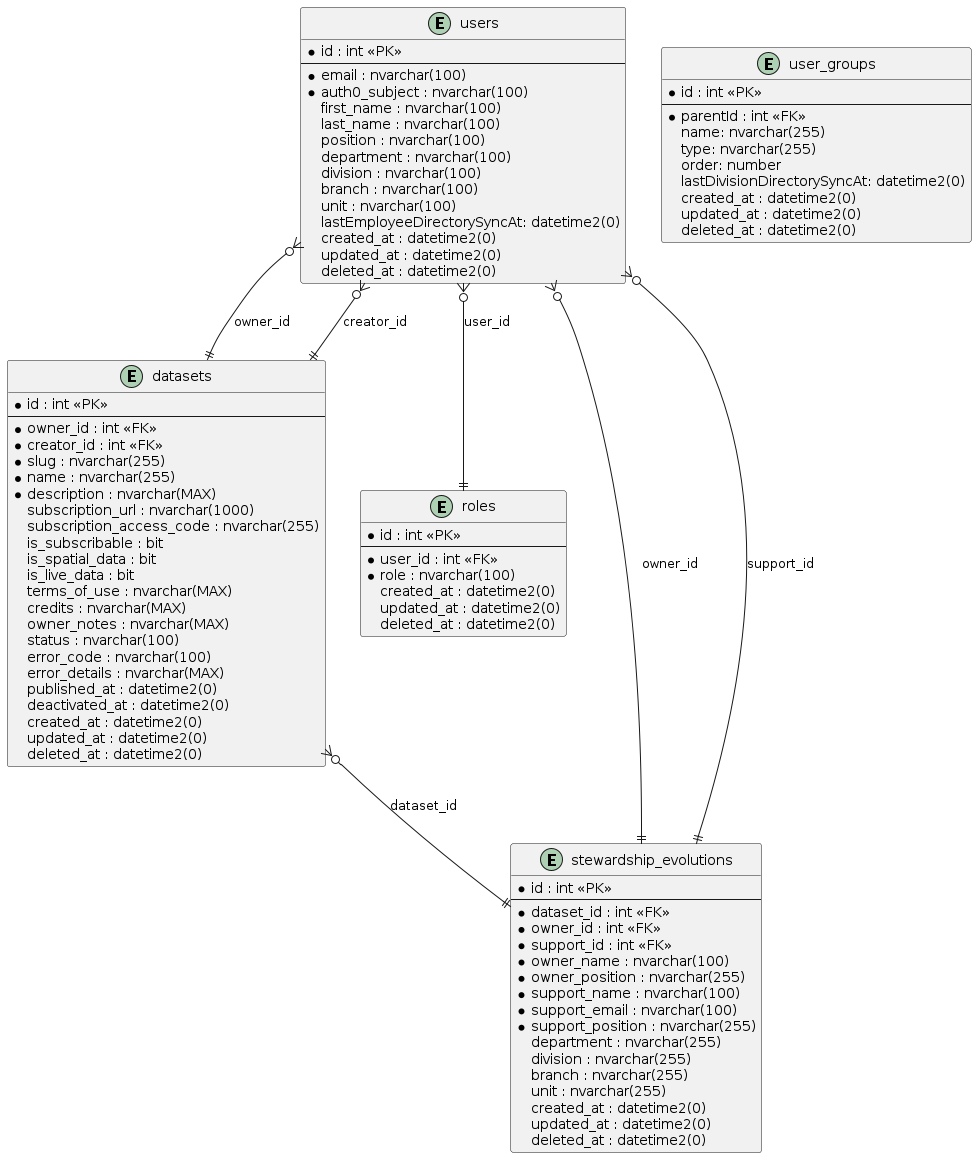 E users
* id : int «PK»
* email : nvarchar(100)
* auth0_subject : nvarchar(100)
first_name : nvarchar(100)
last_name : nvarchar(100)
position : nvarchar(100)
department : nvarchar(100)
division : nvarchar(100)
branch : nvarchar(100)
unit : nvarchar(100)
lastEmployeeDirectorySyncAt: datetime2(0)
created_at : datetime2(0)
updated_at : datetime2(0)
deleted_at : datetime2(0)
E user_groups
* id : int «PK»
* parentId : int «FK»
name: nvarchar(255)
type: nvarchar(255)
order: number
lastDivisionDirectorySyncAt: datetime2(0)
created_at : datetime2(0)
updated_at : datetime2(0)
deleted_at : datetime2(0)
owner_id
creator_id
user_id
E datasets
* id : int «PK»
* owner_id : int «FK»
* creator_id : int «FK»
* slug : nvarchar(255)
* name : nvarchar(255)
* description : nvarchar(MAX)
subscription_url : nvarchar(1000)
subscription_access_code : nvarchar(255)
is_subscribable : bit
is_spatial_data : bit
is_live_data : bit
terms_of_use : nvarchar(MAX)
credits : nvarchar(MAX)
owner_notes : nvarchar(MAX)
status : nvarchar(100)
error_code : nvarchar(100)
error_details : nvarchar(MAX)
published_at : datetime2(0)
deactivated_at : datetime2(0)
created_at : datetime2(0)
updated_at : datetime2(0)
deleted_at : datetime2(0)
E roles
* id : int «PK»
* user_id : int «FK»
* role : nvarchar(100)
created_at : datetime2(0)
updated_at : datetime2(0)
deleted_at : datetime2(0)
owner_id
support_id
dataset_id
E stewardship_evolutions
* id : int «PK»
* dataset_id : int «FK»
* owner_id : int «FK»
* support_id : int «FK»
* owner_name : nvarchar(100)
* owner_position : nvarchar(255)
* support_name : nvarchar(100)
* support_email : nvarchar(100)
* support_position : nvarchar(255)
department : nvarchar(255)
division : nvarchar(255)
branch : nvarchar(255)
unit : nvarchar(255)
created_at : datetime2(0)
updated_at : datetime2(0)
deleted_at : datetime2(0)